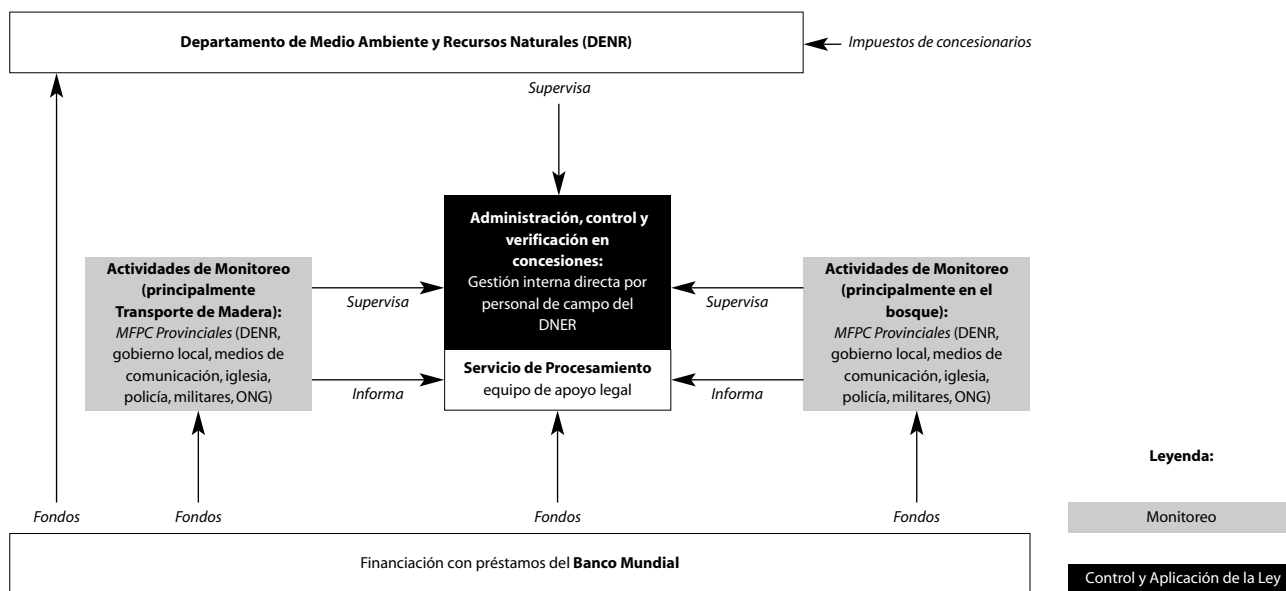 Departamento de Medio Ambiente y Recursos Naturales (DENR)
Impuestos de concesionarios
Supervisa
Administración, control y
verificación en
concesiones:
Gestión interna directa por
personal de campo del
DNER
Servicio de Procesamiento
equipo de apoyo legal
Actividades de Monitoreo
(principalmente
Transporte de Madera):
MFPC Provinciales (DENR,
gobierno local, medios de
comunicación, iglesia,
policía, militares, ONG)
Supervisa
Informa
Supervisa
Informa
Actividades de Monitoreo
(principalmente en el
bosque):
MFPC Provinciales (DENR,
gobierno local, medios de
comunicación, iglesia,
policía, militares, ONG)
Fondos
Fondos
Fondos
Fondos
Financiación con préstamos del Banco Mundial
Leyenda:
Monitoreo
Control y Aplicación de la Ley